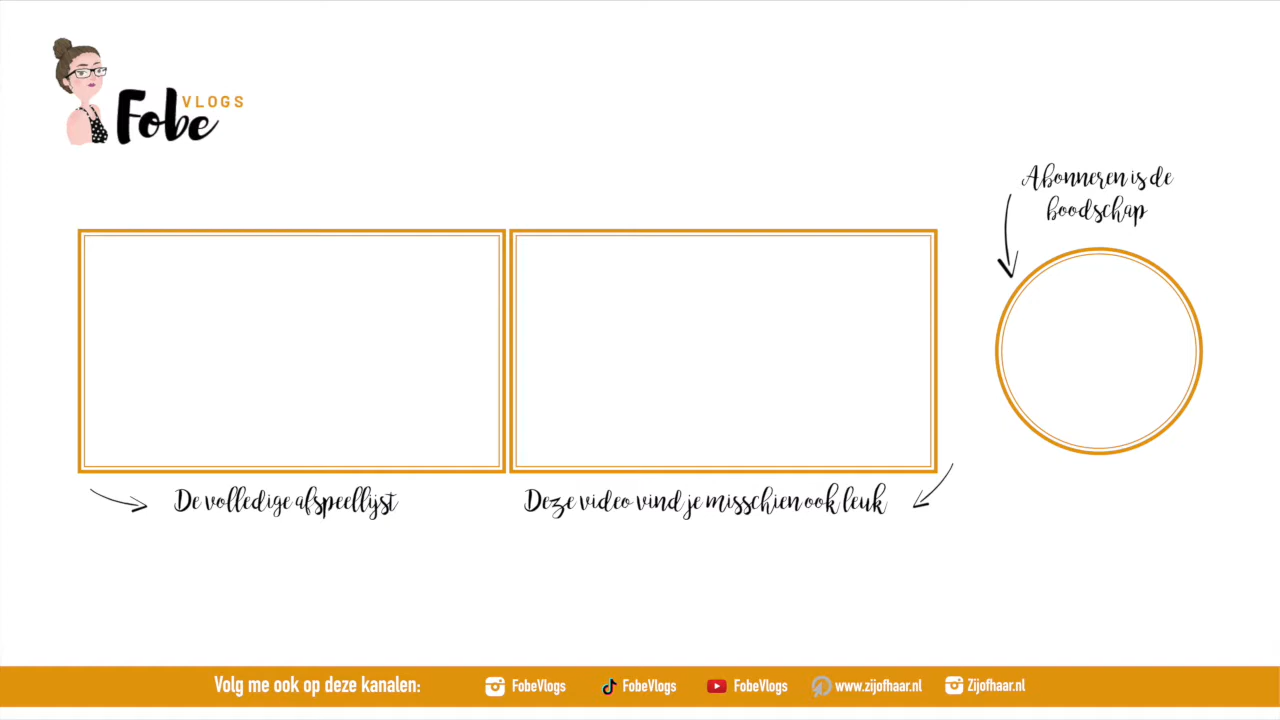 VLOGS
Fobe
Abonneren is de
boodschap
De volledige afspeellijst
Deze video vind je misschien ook leuk
Volg me ook op deze kanalen: FobeVlogs FobeVlogs FobeVlogs www.zijofhaar.nl Zijofhaar.nl